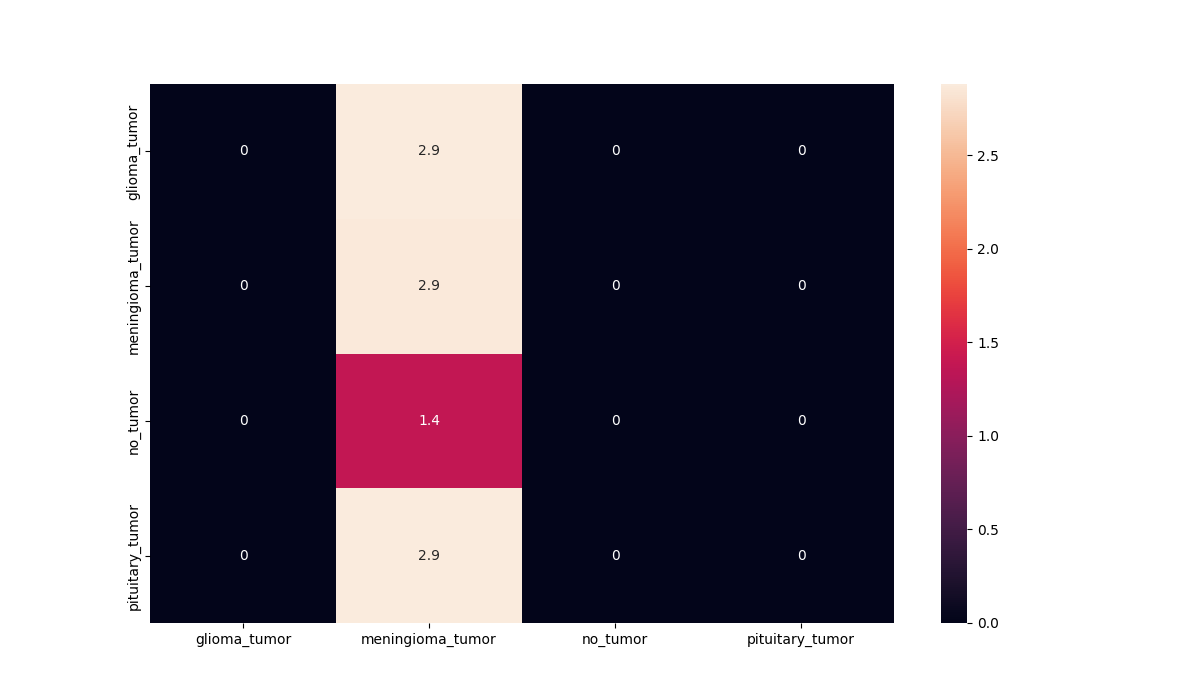 glioma_tumor 0 2.9 0 0
meningioma_tumor 0 2.9 0 0
no_tumor 0 1.4 0 0
pituitary_tumor 0 2.9 0 0
glioma_tumor meningioma_tumor no_tumor pituitary_tumor
2.5
2.0
1.5
1.0
0.5
0.0